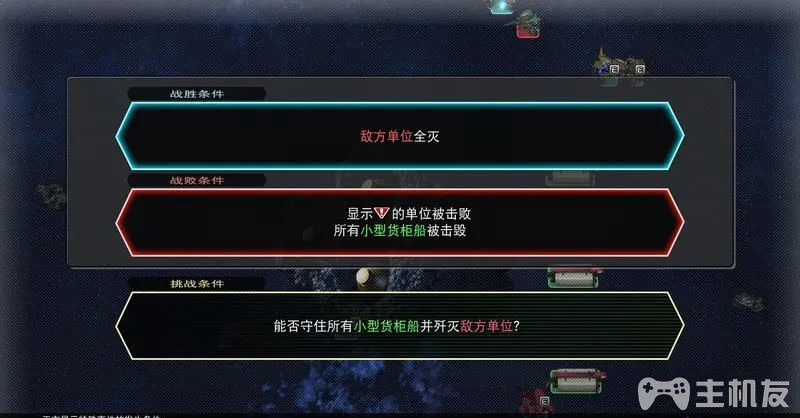 战胜条件
敌方单位全灭
战败条件
显示 的单位被击败
所有小型货柜船被击毁
挑战条件
能否守住所有小型货柜船并歼灭敌方单位?
E
E
E
主机友